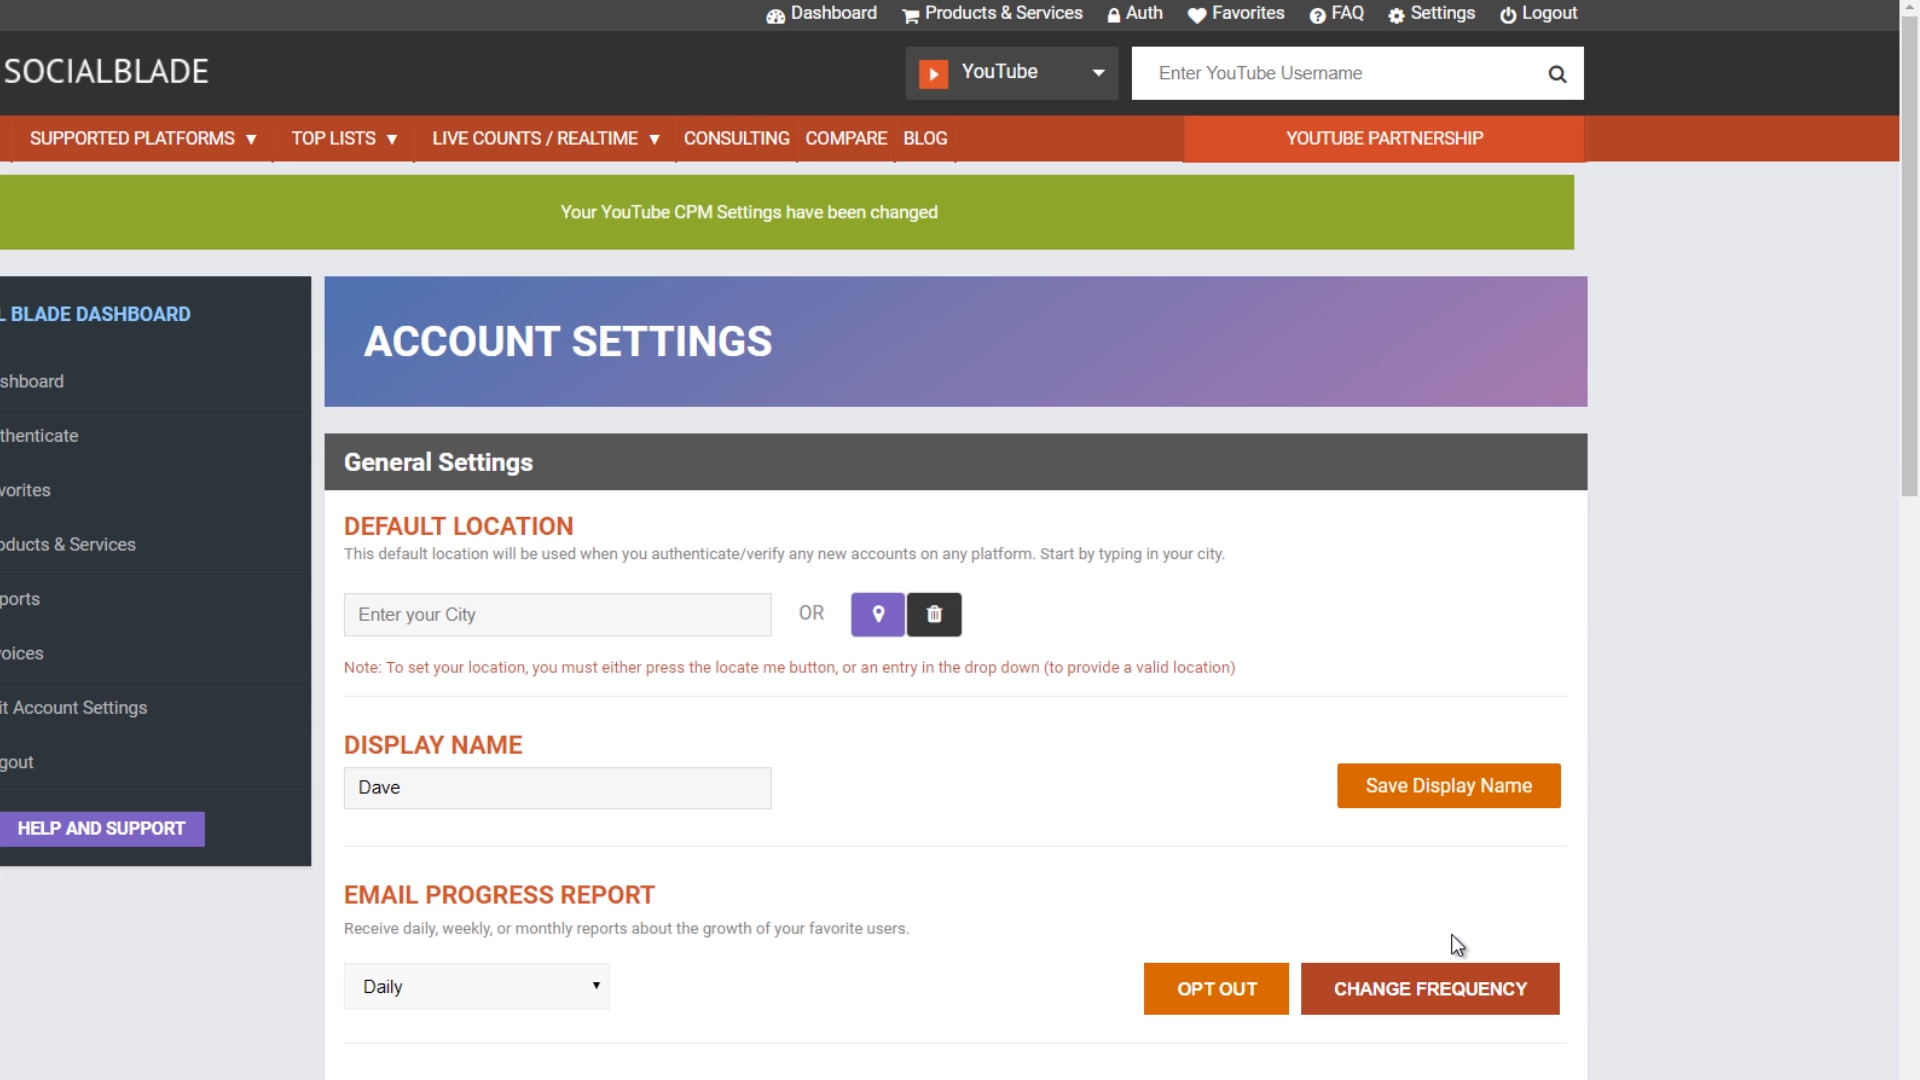 Dashboard Products & Services Auth Favorites FAQ Settings Logout
SOCIALBLADE
YouTube
Enter YouTube Username
SUPPORTED PLATFORMS ▼ TOP LISTS ▼ LIVE COUNTS / REALTIME ▼ CONSULTING COMPARE BLOG YOUTUBE PARTNERSHIP
Your YouTube CPM Settings have been changed
L BLADE DASHBOARD
shboard
thenticate
vorites
oducts & Services
ports
oices
it Account Settings
gout
HELP AND SUPPORT
ACCOUNT SETTINGS
General Settings
DEFAULT LOCATION
This default location will be used when you authenticate/verify any new accounts on any platform. Start by typing in your city.
Enter your City
OR
Note: To set your location, you must either press the locate me button, or an entry in the drop down (to provide a valid location)
DISPLAY NAME
Dave
Save Display Name
EMAIL PROGRESS REPORT
Receive daily, weekly, or monthly reports about the growth of your favorite users.
Daily
OPT OUT
CHANGE FREQUENCY